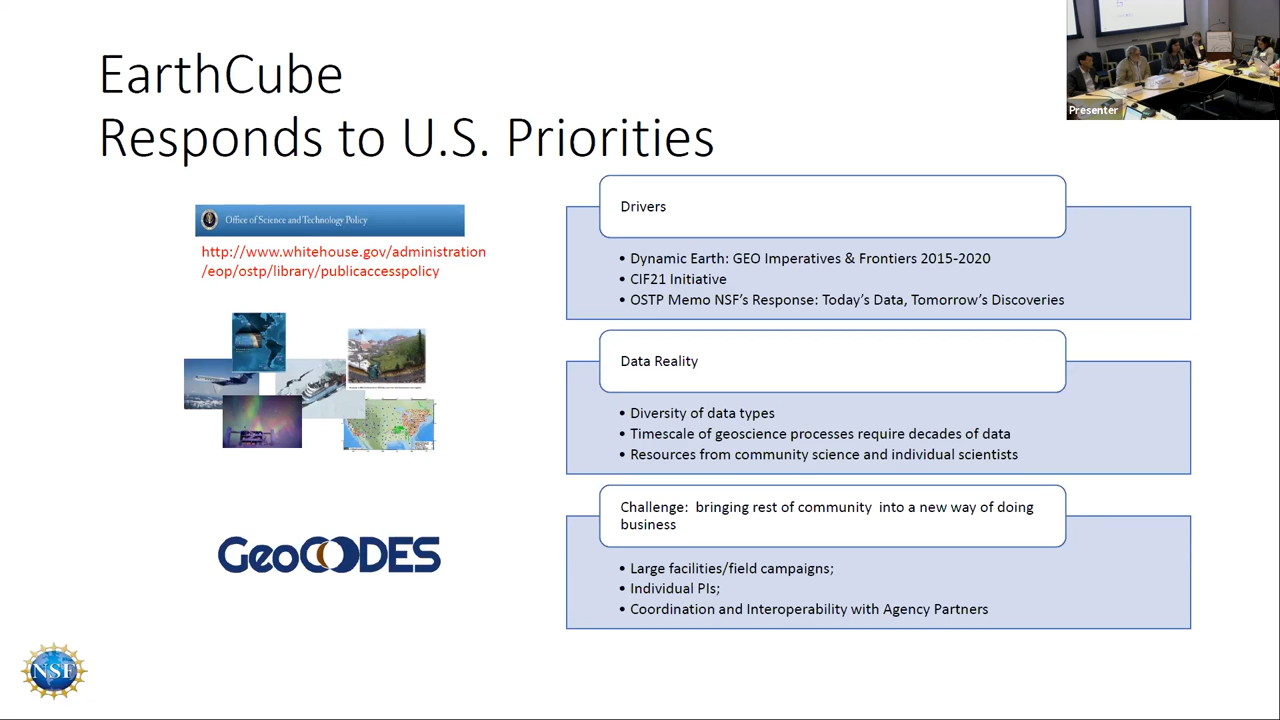 EarthCube
Responds to U.S. Priorities
Presenter
Office of Science and Technology Policy
http://www.whitehouse.gov/administration
/eop/ostp/library/publicaccesspolicy
GeoCODES
NSF
Drivers
• Dynamic Earth: GEO Imperatives & Frontiers 2015-2020
• CIF21 Initiative
• OSTP Memo NSF's Response: Today's Data, Tomorrow's Discoveries
Data Reality
• Diversity of data types
• Timescale of geoscience processes require decades of data
• Resources from community science and individual scientists
Challenge: bringing rest of community into a new way of doing
business
• Large facilities/field campaigns;
• Individual PIs;
• Coordination and Interoperability with Agency Partners